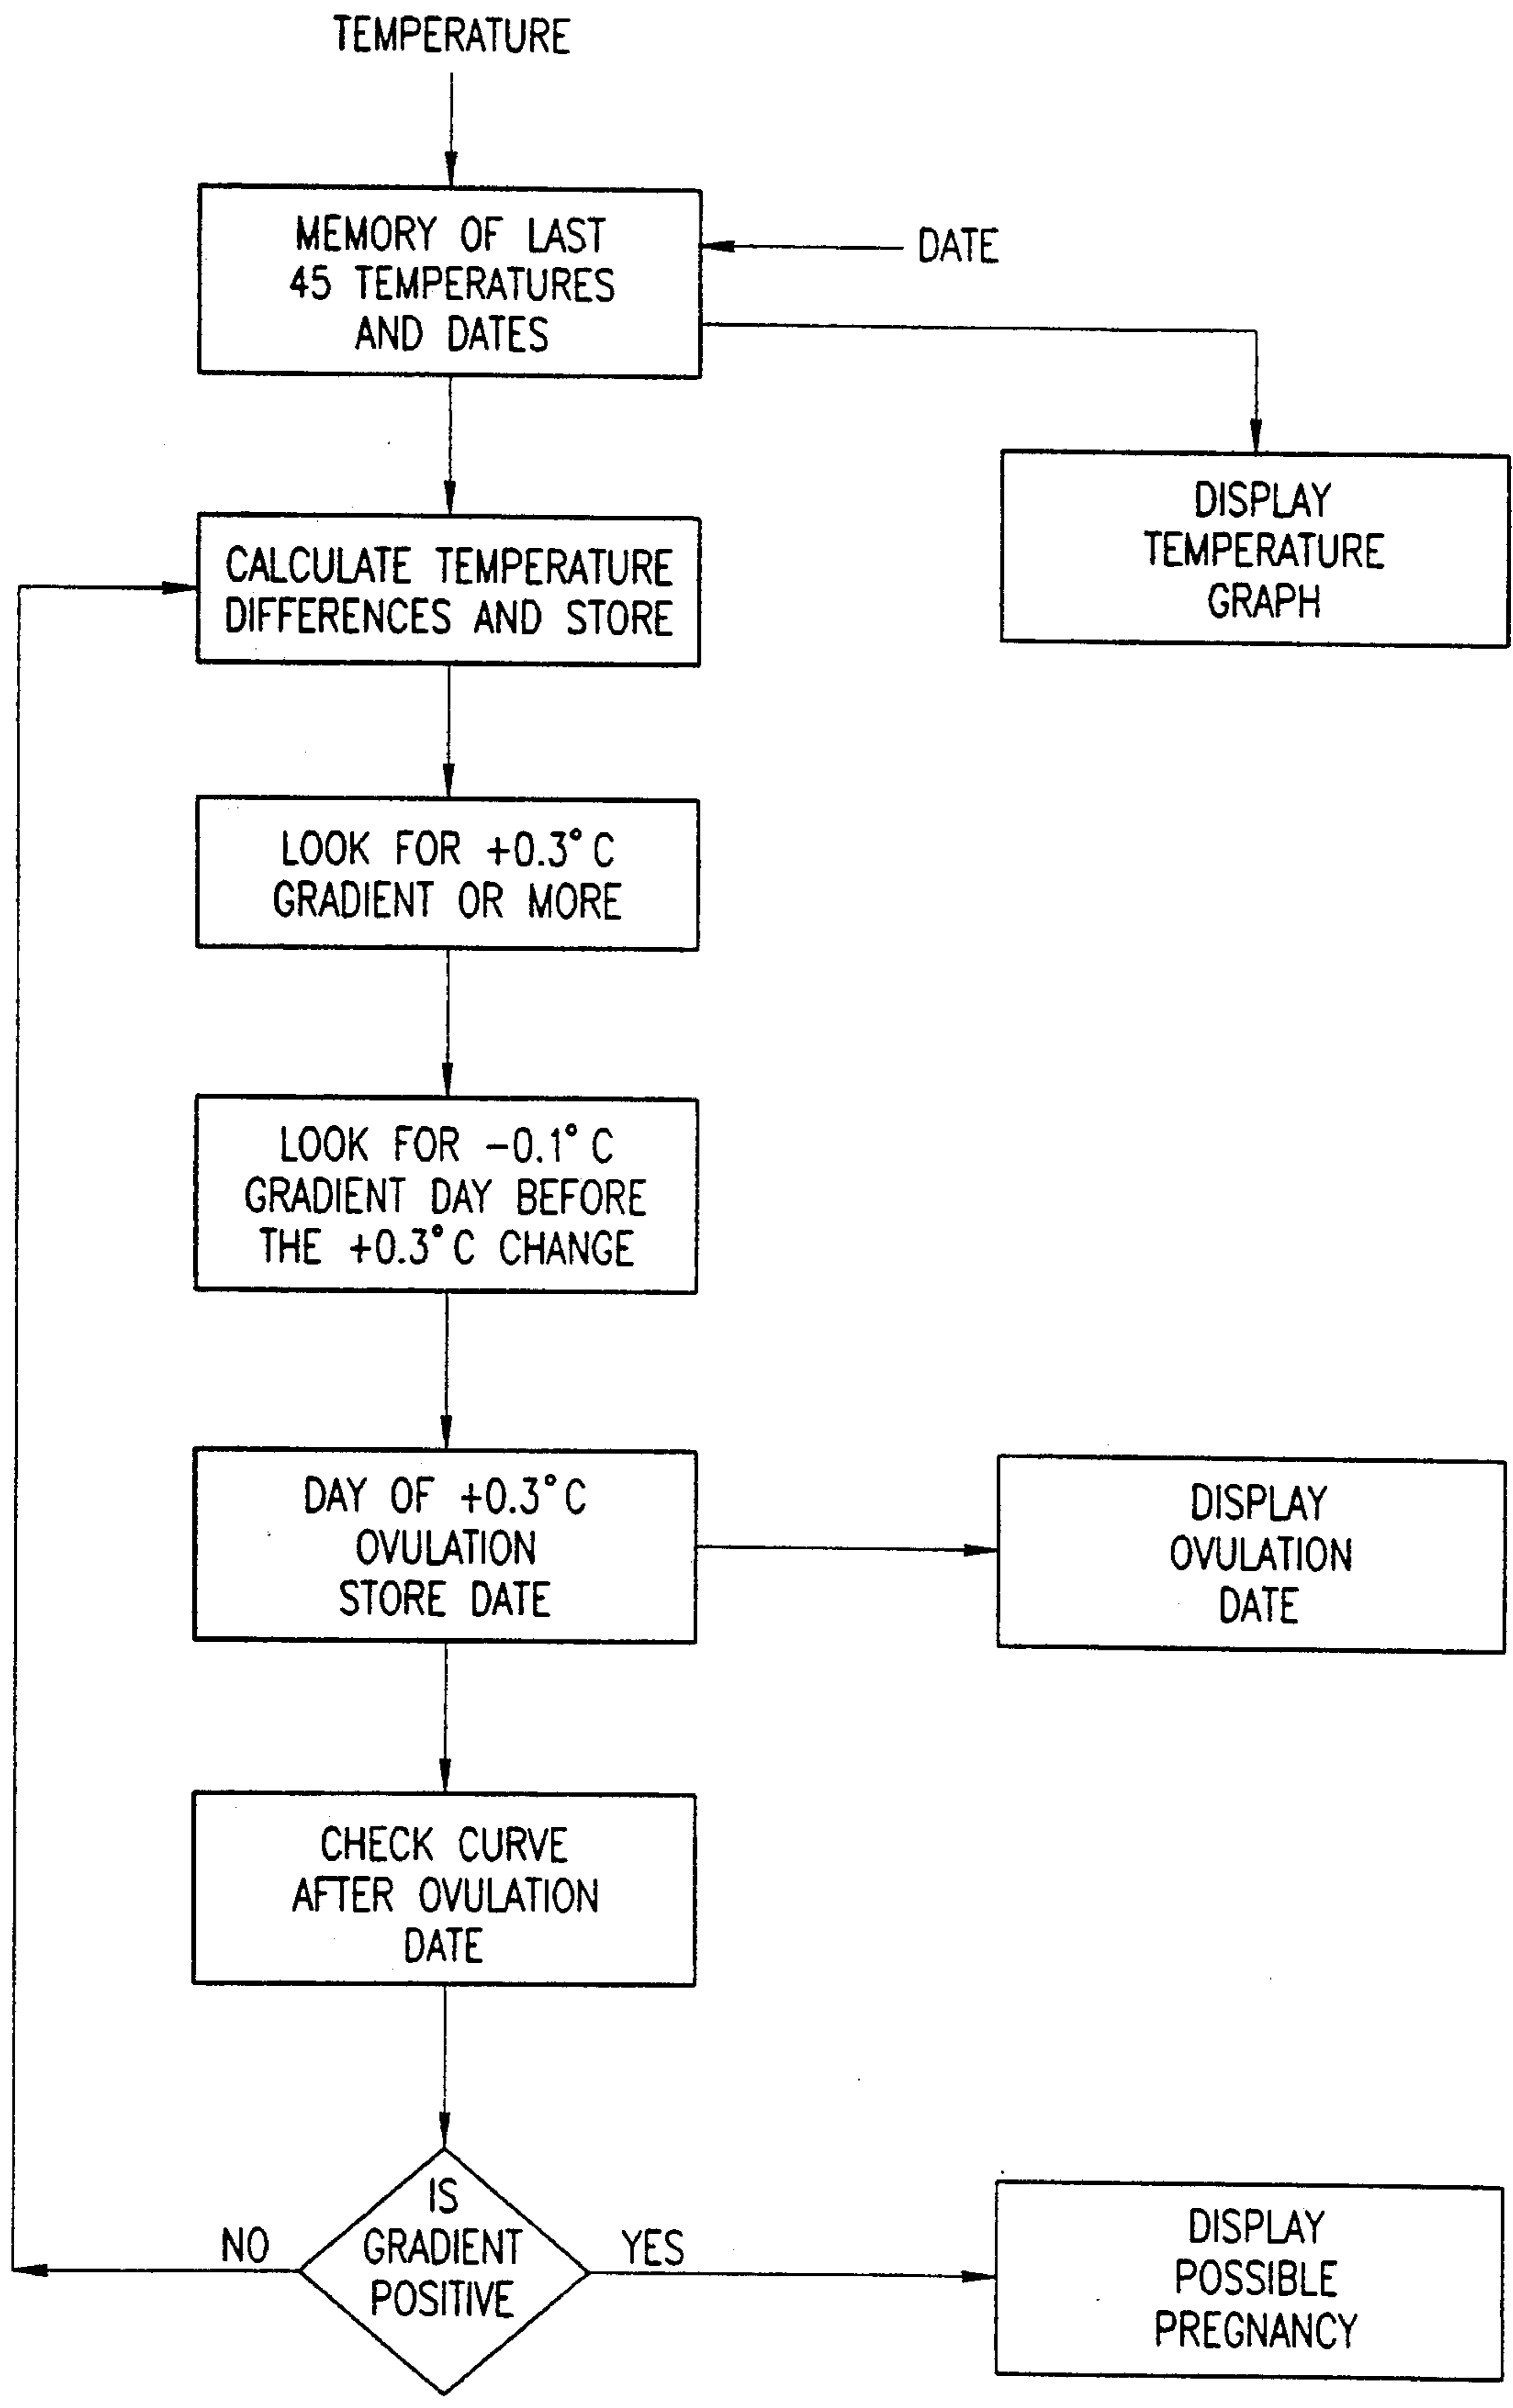 TEMPERATURE
MEMORY OF LAST
45 TEMPERATURES
AND DATES
DATE
DISPLAY
TEMPERATURE
GRAPH
CALCULATE TEMPERATURE
DIFFERENCES AND STORE
LOOK FOR +0.3°C
GRADIENT OR MORE
LOOK FOR -0.1°C
GRADIENT DAY BEFORE
THE +0.3°C CHANGE
DAY OF +0.3°C
OVULATION
STORE DATE
DISPLAY
OVULATION
DATE
CHECK CURVE
AFTER OVULATION
DATE
IS
GRADIENT
POSITIVE
NO
YES
DISPLAY
POSSIBLE
PREGNANCY